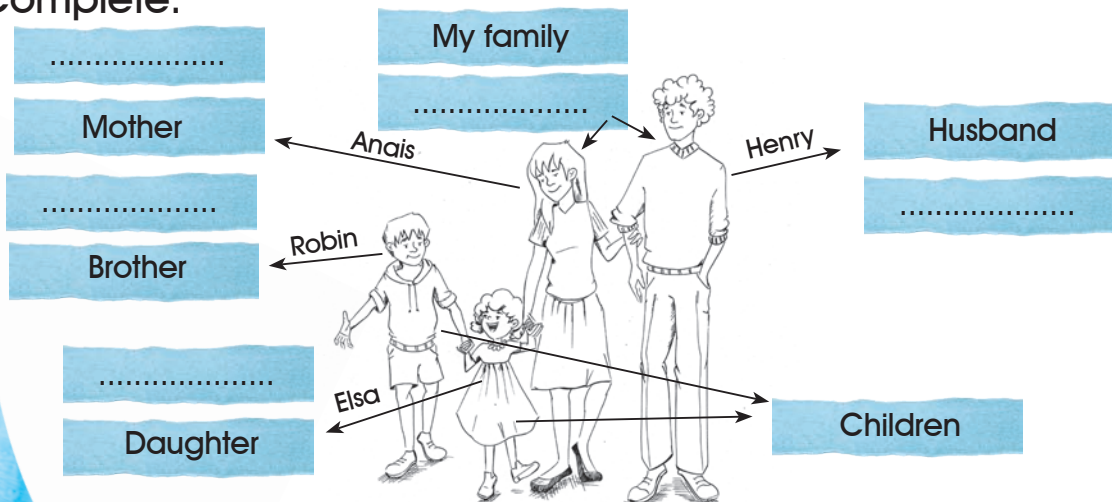 Complete:
....................
Mother
My family
....................
Anais
Henry
Husband
....................
....................
Brother
Robin
....................
Daughter
Elsa
Children